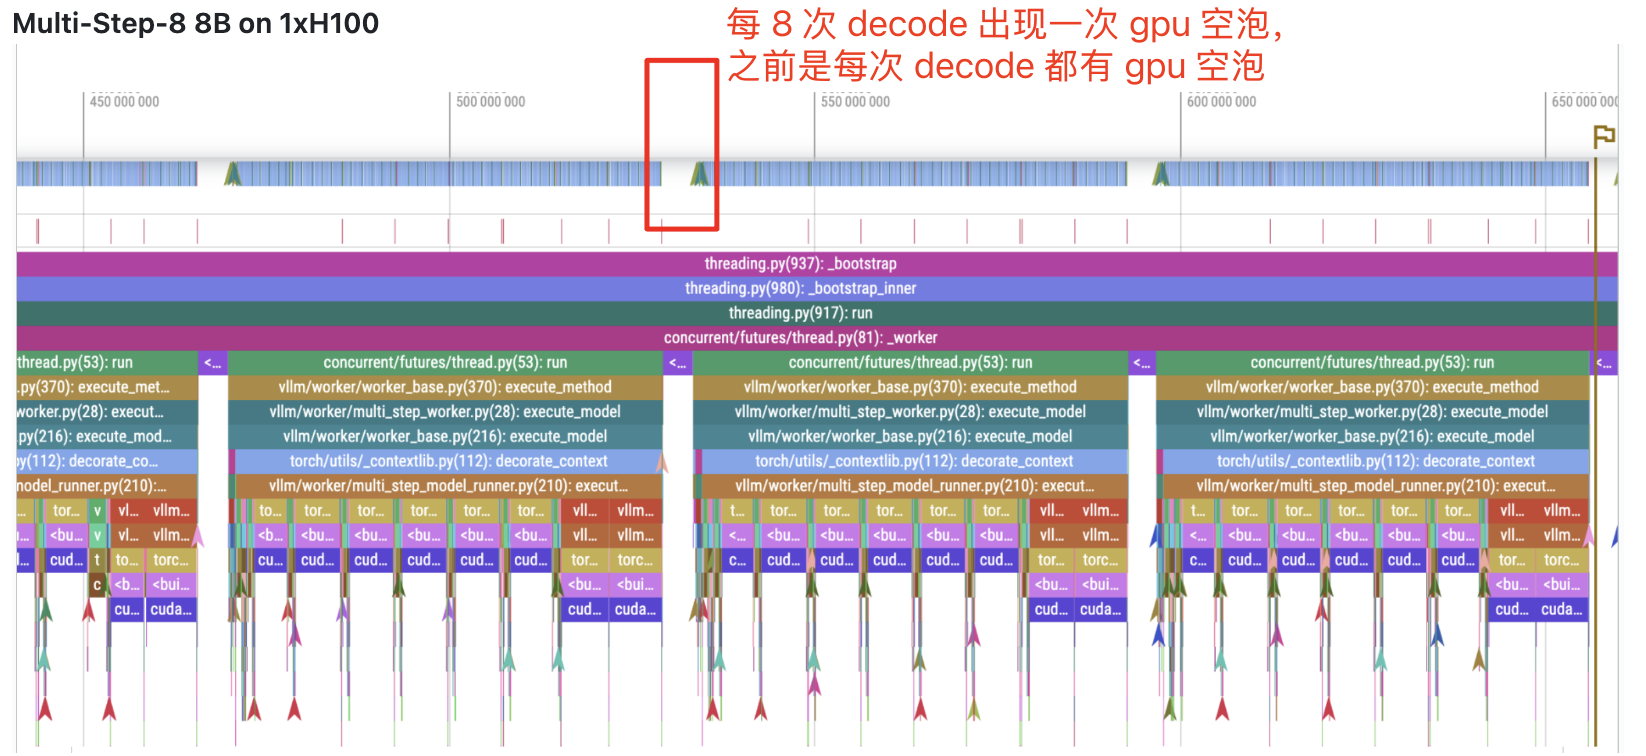 Multi-Step-8 8B on 1xH100
每 8 次 decode 出现一次 gpu 空泡，
之前是每次 decode 都有 gpu 空泡
450 000 000 500 000 000 550 000 000 600 000 000 650 000 000
threading.py(937): _bootstrap
threading.py(980): _bootstrap_inner
threading.py(917): run
concurrent/futures/thread.py(81): _worker
thread.py(53): run <... concurrent/futures/thread.py(53): run <... concurrent/futures/thread.py(53): run <... concurrent/futures/thread.py(53): run <...
.py(370): execute_met... vllm/worker/worker_base.py(370): execute_method vllm/worker/worker_base.py(370): execute_method vllm/worker/worker_base.py(370): execute_method
worker.py(28): execut... vllm/worker/multi_step_worker.py(28): execute_model vllm/worker/multi_step_worker.py(28): execute_model vllm/worker/multi_step_worker.py(28): execute_model
.py(216): execute_mod... vllm/worker/worker_base.py(216): execute_model vllm/worker/worker_base.py(216): execute_model vllm/worker/worker_base.py(216): execute_model
py(112): decorate_co... torch/utils/_contextlib.py(112): decorate_context torch/utils/_contextlib.py(112): decorate_context torch/utils/_contextlib.py(112): decorate_context
model_runner.py(210):... vllm/worker/multi_step_model_runner.py(210): execut... vllm/worker/multi_step_model_runner.py(210): execut... vllm/worker/multi_step_model_runner.py(210): execut...
... tor... v vl... vllm... to... tor... tor... tor... tor... tor... vll... vllm... t... tor... tor... tor... tor... tor... vll... vllm... t... tor... tor... tor... tor... tor... vll... vllm...
... <bu... v vl... vllm... <b... <bu... <bu... <bu... <bu... <bu... vll... vllm... <... <bu... <bu... <bu... <bu... <bu... vll... vllm... <... <bu... <bu... <bu... <bu... <bu... vll... vllm...
... cud... t to... torc... cu... cud... cud... cud... cud... cud... tor... torc... c... cud... cud... cud... cud... cud... tor... torc... c... cud... cud... cud... cud... cud... tor... torc...
c <b... <bui... <bu... <bui... <bu... <bui... <bu... <bui...
cu... cuda... cud... cuda... cud... cuda... cud... cuda...